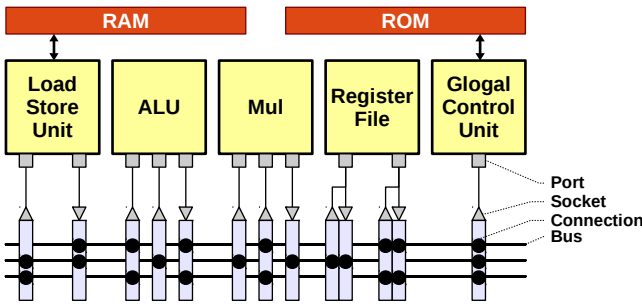 RAM
ROM
Load
Store
Unit
ALU
Mul
Register
File
Glogal
Control
Unit
Port
Socket
Connection
Bus